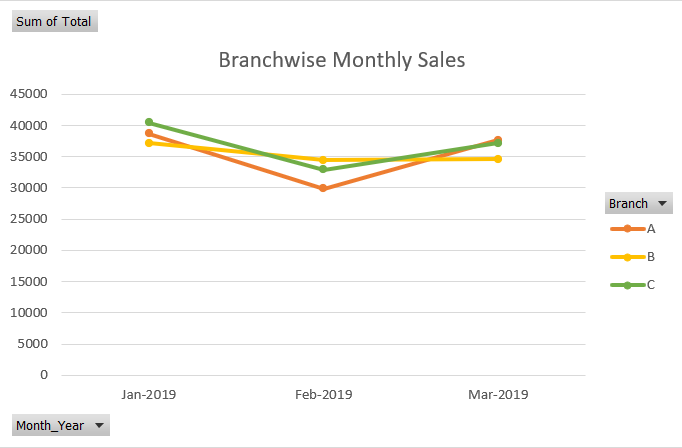 Sum of Total
Branchwise Monthly Sales
45000
40000
35000
30000
25000
20000
15000
10000
5000
0
Jan-2019 Feb-2019 Mar-2019
Branch
A
B
C
Month_Year